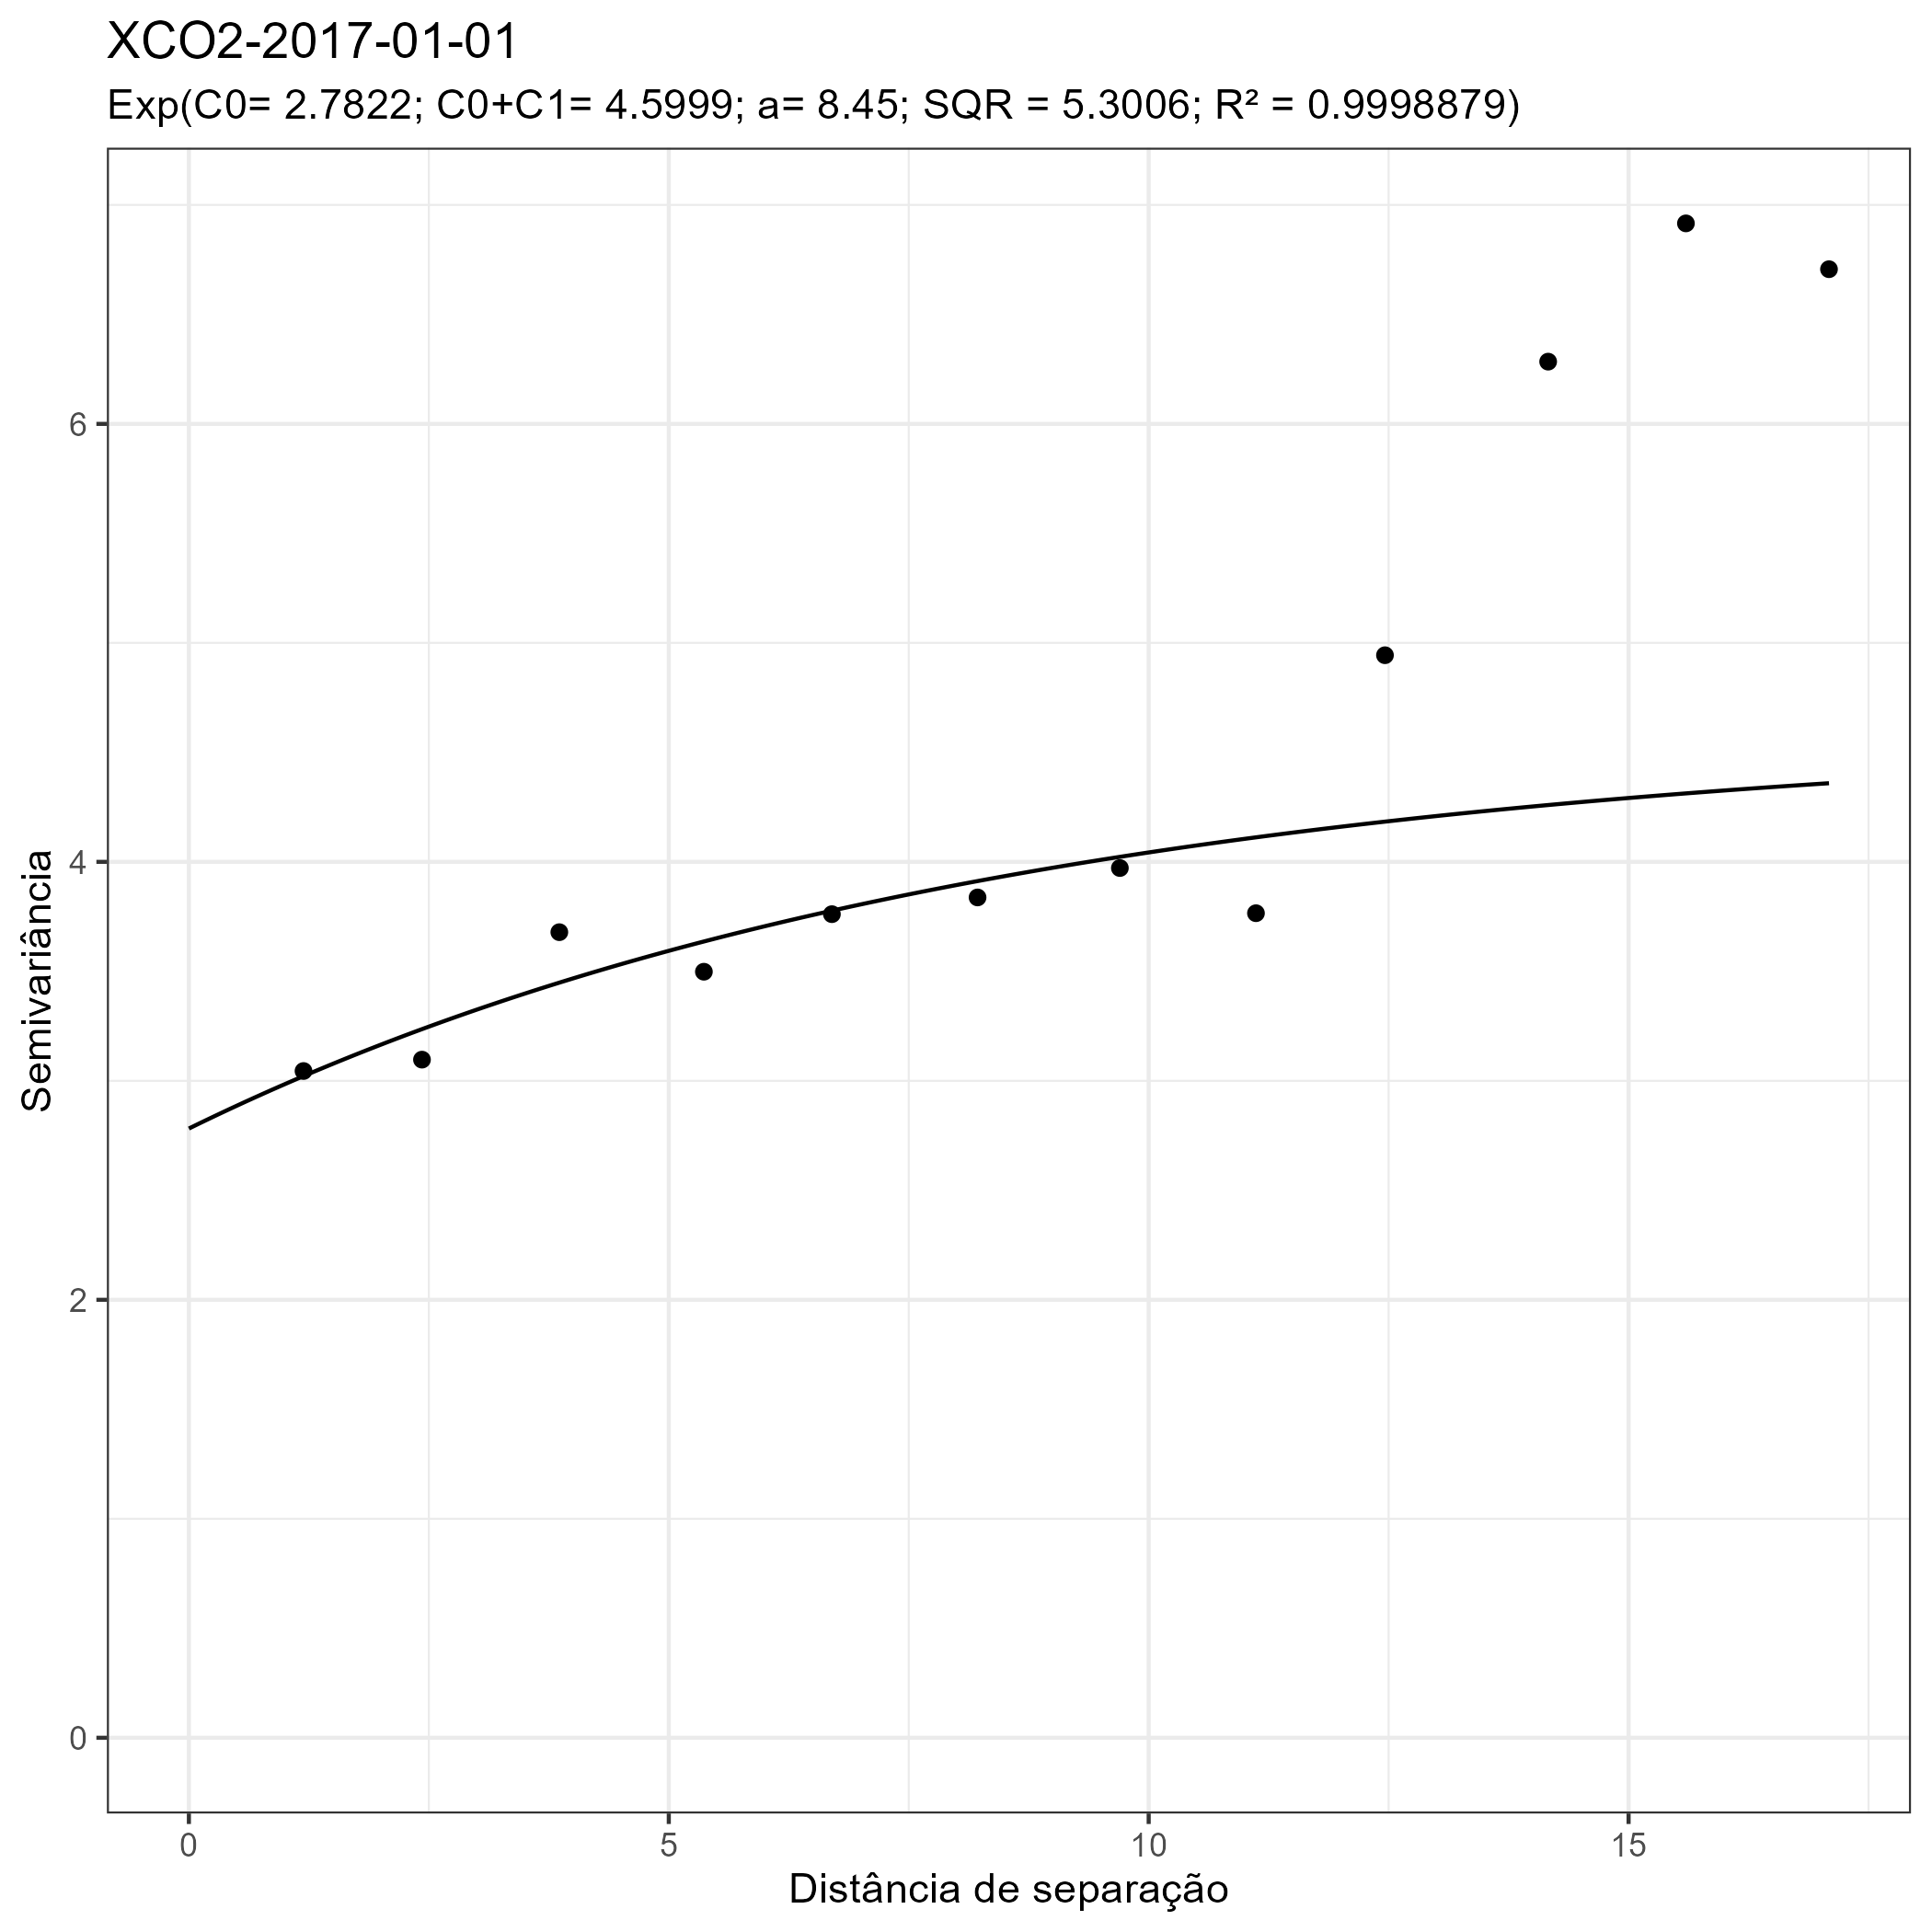 XCO2-2017-01-01
Exp(C0= 2.7822; C0+C1= 4.5999; a= 8.45; SQR = 5.3006; R² = 0.9998879)
Semivariância
6
4
2
0
0 5 10 15
Distância de separação